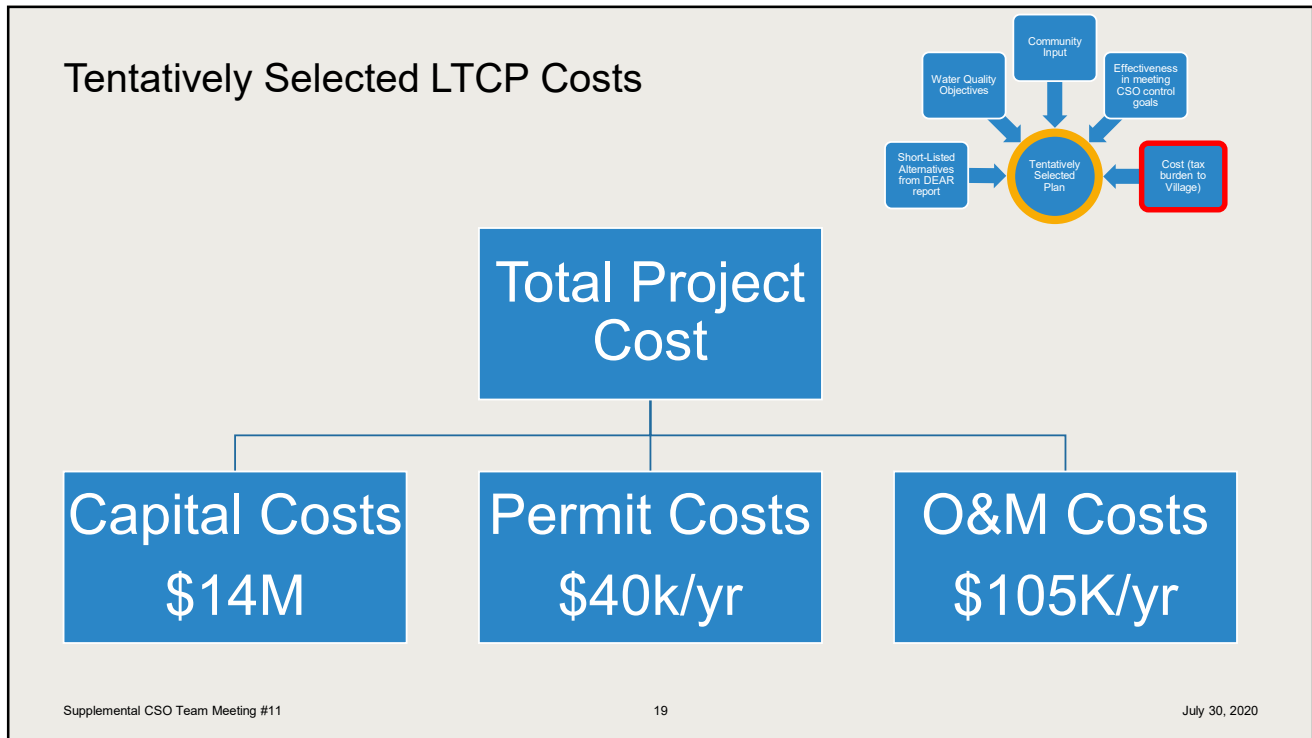 Tentatively Selected LTCP Costs
Community
Input
Water Quality
Objectives
Effectiveness
in meeting
CSO control
goals
Short-Listed
Alternatives
from DEAR
report
Tentatively
Selected
Plan
Cost (tax
burden to
Village)
Total Project
Cost
Capital Costs
$14M
Permit Costs
$40k/yr
O&M Costs
$105K/yr
Supplemental CSO Team Meeting #11
19
July 30, 2020